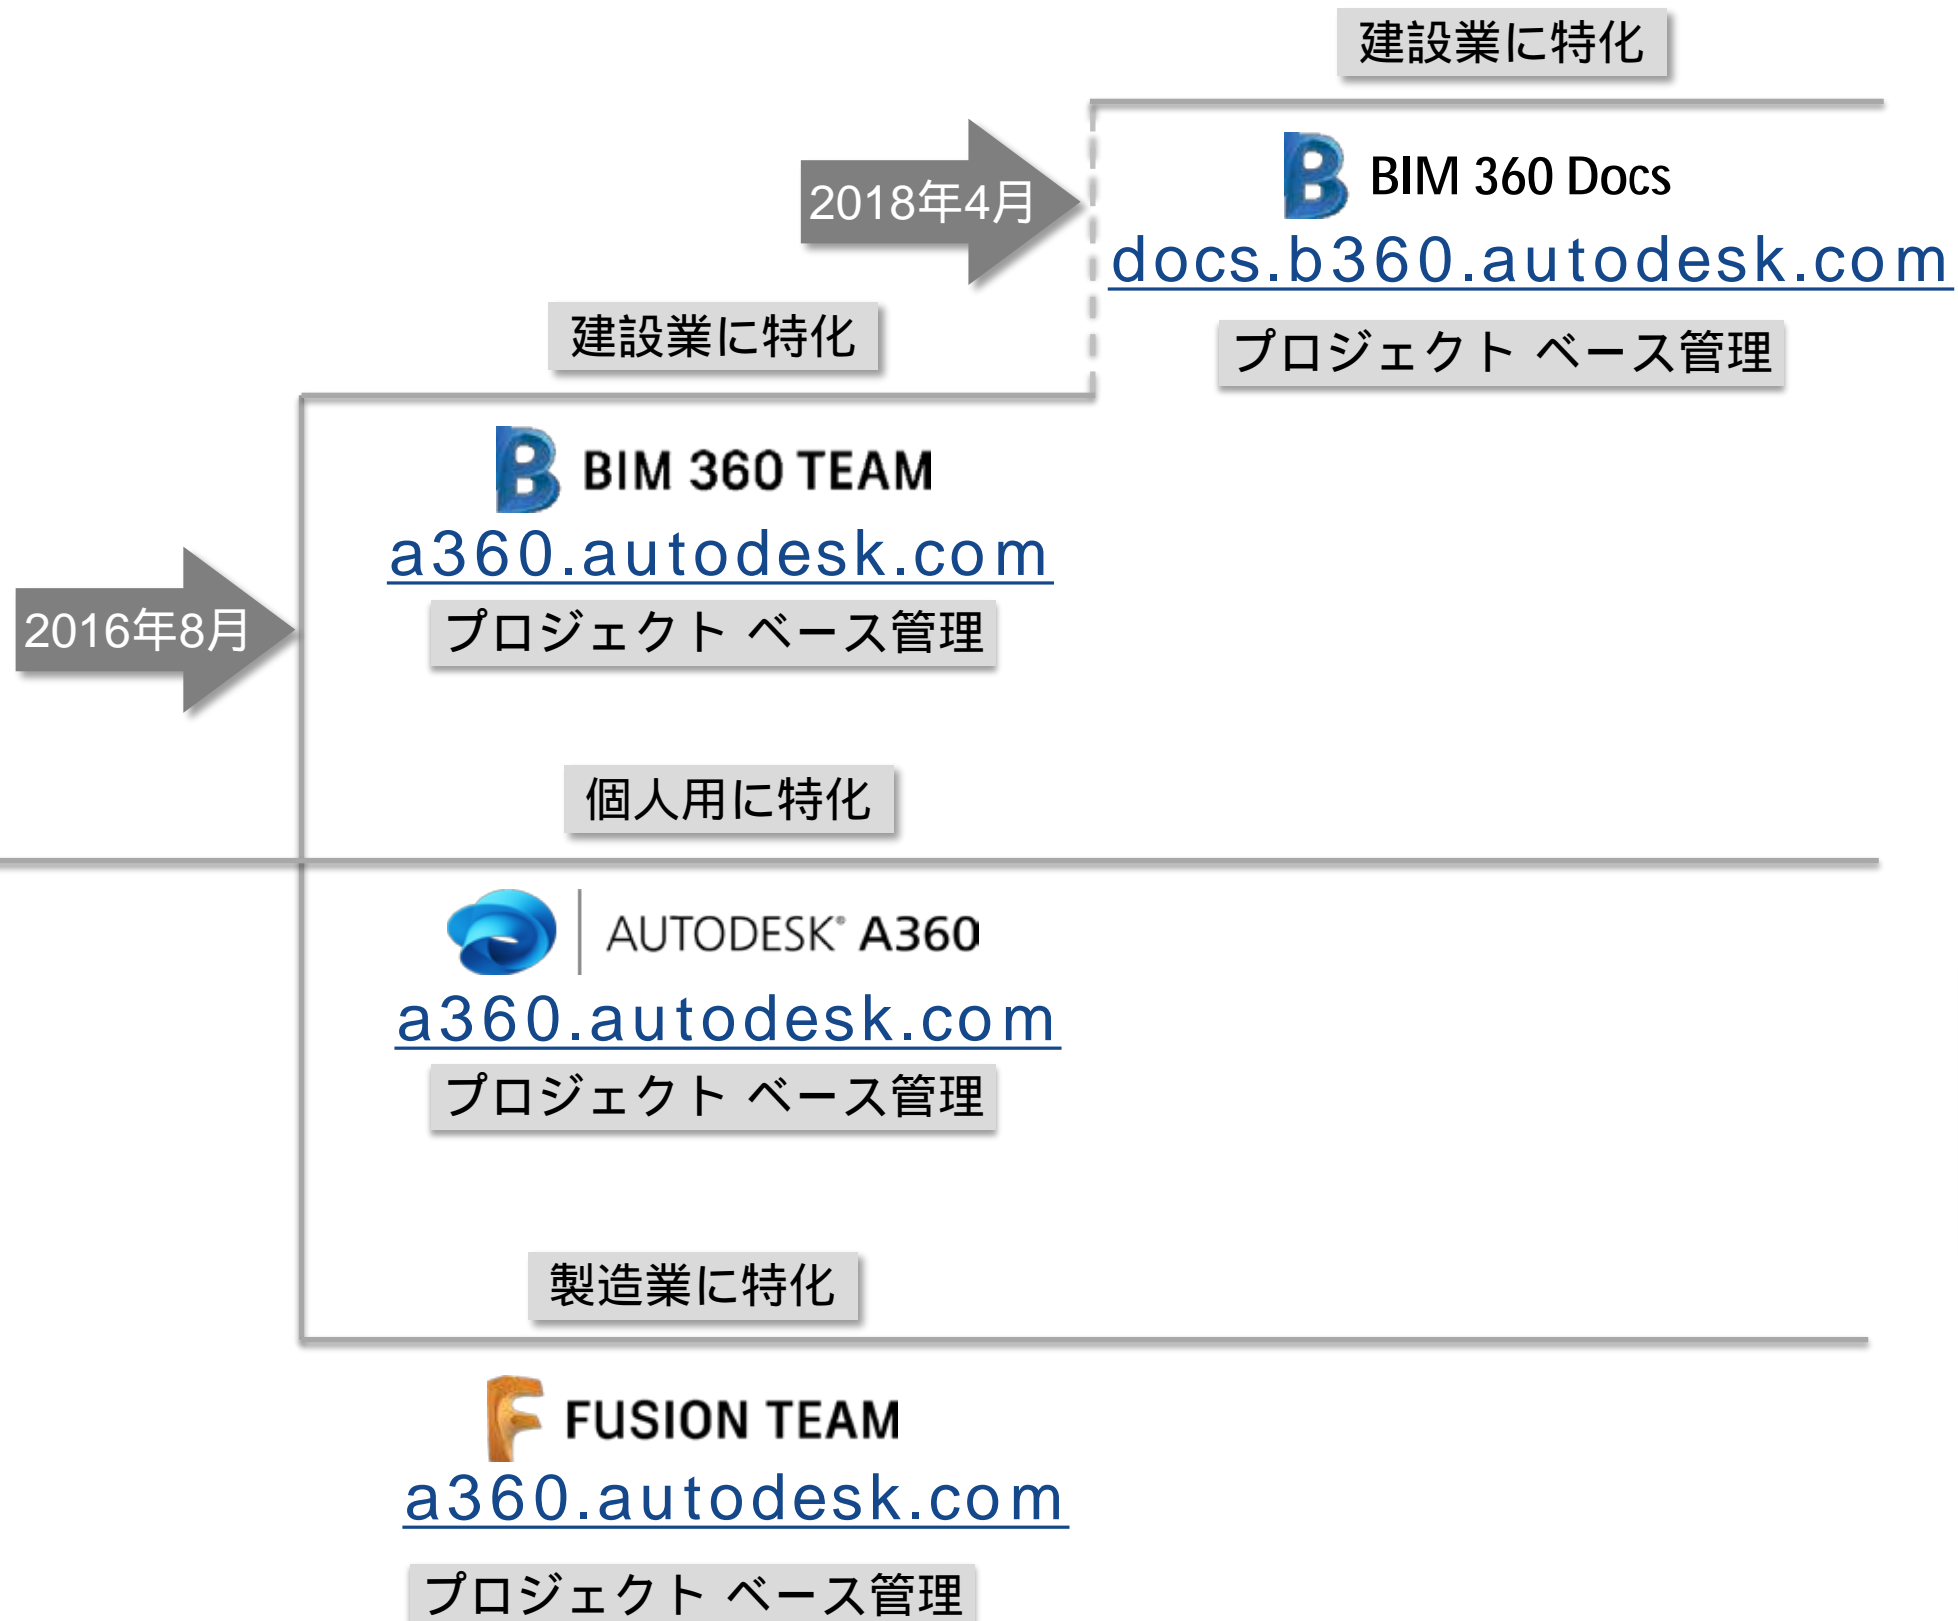 建設業に特化
2018年4月
BIM 360 Docs
docs.b360.autodesk.com
プロジェクト ベース管理
建設業に特化
BIM 360 TEAM
a360.autodesk.com
プロジェクト ベース管理
2016年8月
個人用に特化
AUTODESK® A360
a360.autodesk.com
プロジェクト ベース管理
製造業に特化
FUSION TEAM
a360.autodesk.com
プロジェクト ベース管理